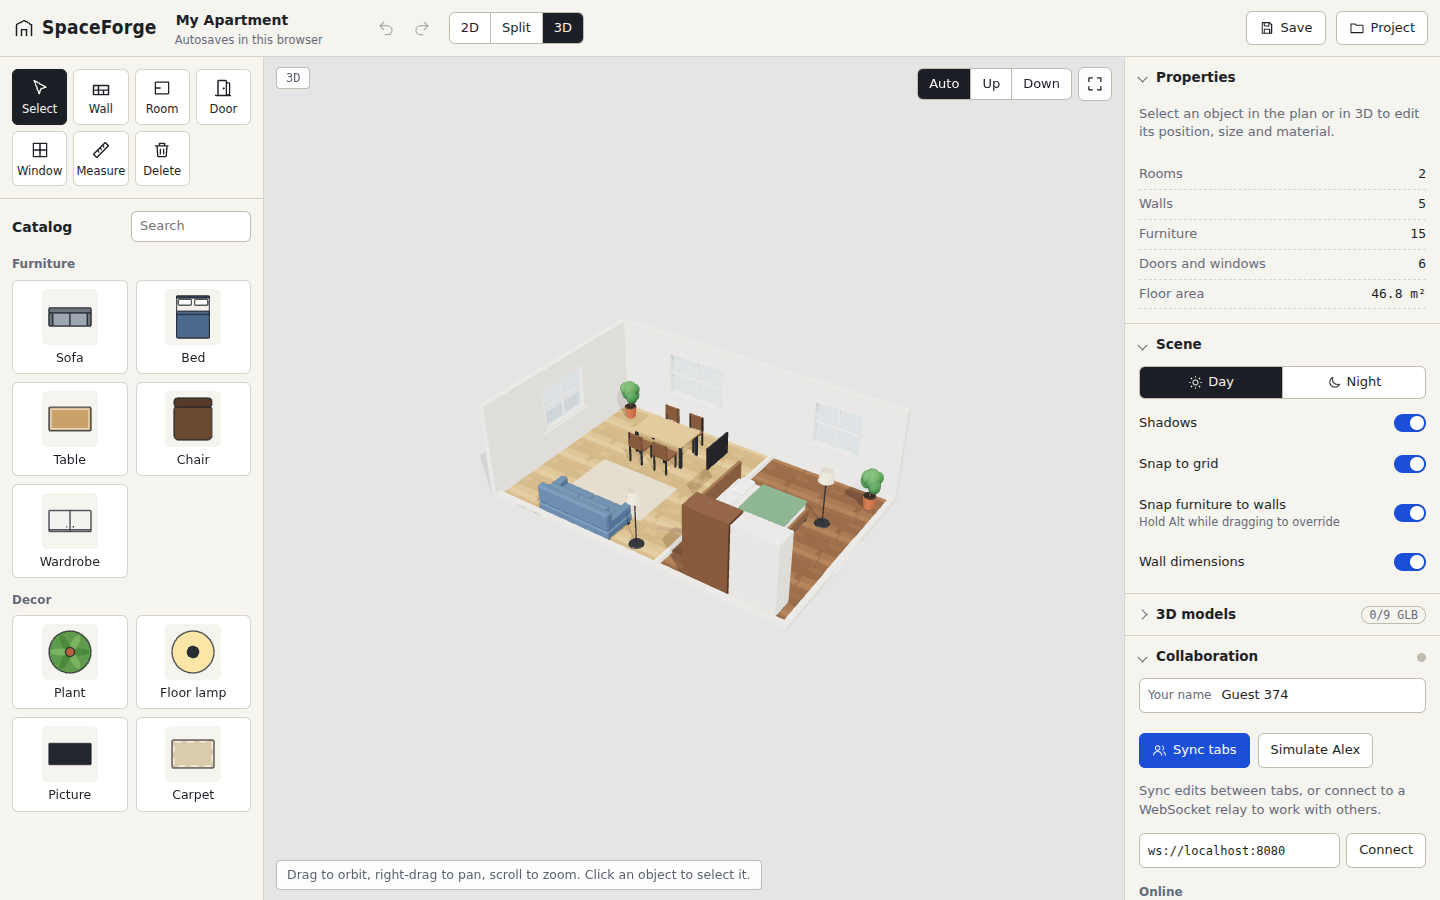 SpaceForge
My Apartment
Autosaves in this browser
2D
Split
3D
Save
Project
Select
Wall
Room
Door
Window
Measure
Delete
Catalog
Search
Furniture
Sofa
Bed
Table
Chair
Wardrobe
Decor
Plant
Floor lamp
Picture
Carpet
3D
Auto
Up
Down
Drag to orbit, right-drag to pan, scroll to zoom. Click an object to select it.
Properties
Select an object in the plan or in 3D to edit
its position, size and material.
Rooms 2
Walls 5
Furniture 15
Doors and windows 6
Floor area 46.8 m²
Scene
Day
Night
Shadows
Snap to grid
Snap furniture to walls
Hold Alt while dragging to override
Wall dimensions
3D models 0/9 GLB
Collaboration
Your name Guest 374
Sync tabs
Simulate Alex
Sync edits between tabs, or connect to a
WebSocket relay to work with others.
ws://localhost:8080
Connect
Online